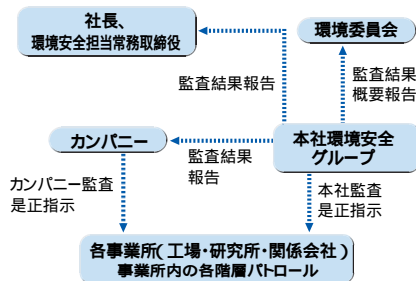 社長、
環境安全担当常務取締役
環境委員会
監査結果報告
監査結果
概要報告
カンパニー
監査結果
報告
本社環境安全
グループ
カンパニー監査
是正指示
本社監査
是正指示
各事業所(工場・研究所・関係会社)
事業所内の各階層パトロール